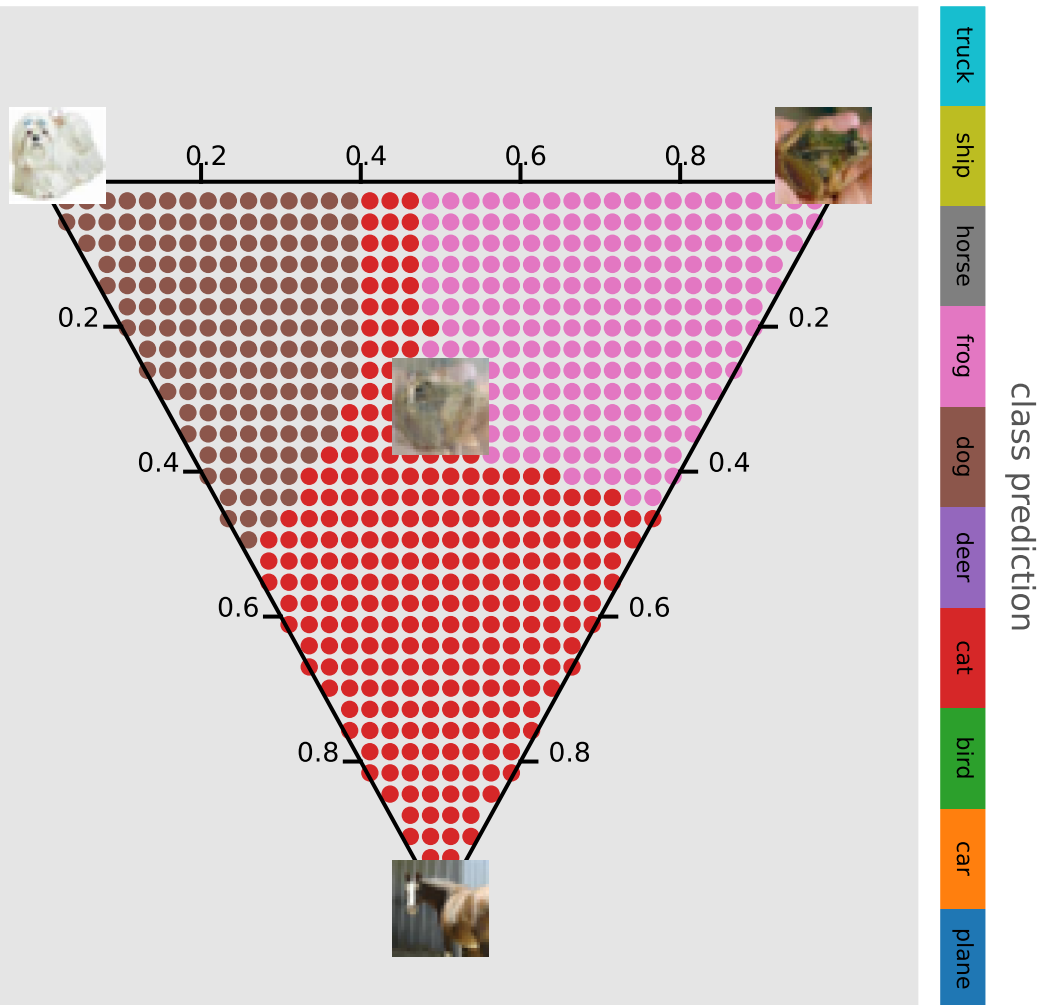 0.2 0.4 0.6 0.8
0.2 0.2
0.4 0.4
0.6 0.6
0.8 0.8
truck
ship
horse
frog
dog
deer
cat
bird
car
plane
class prediction